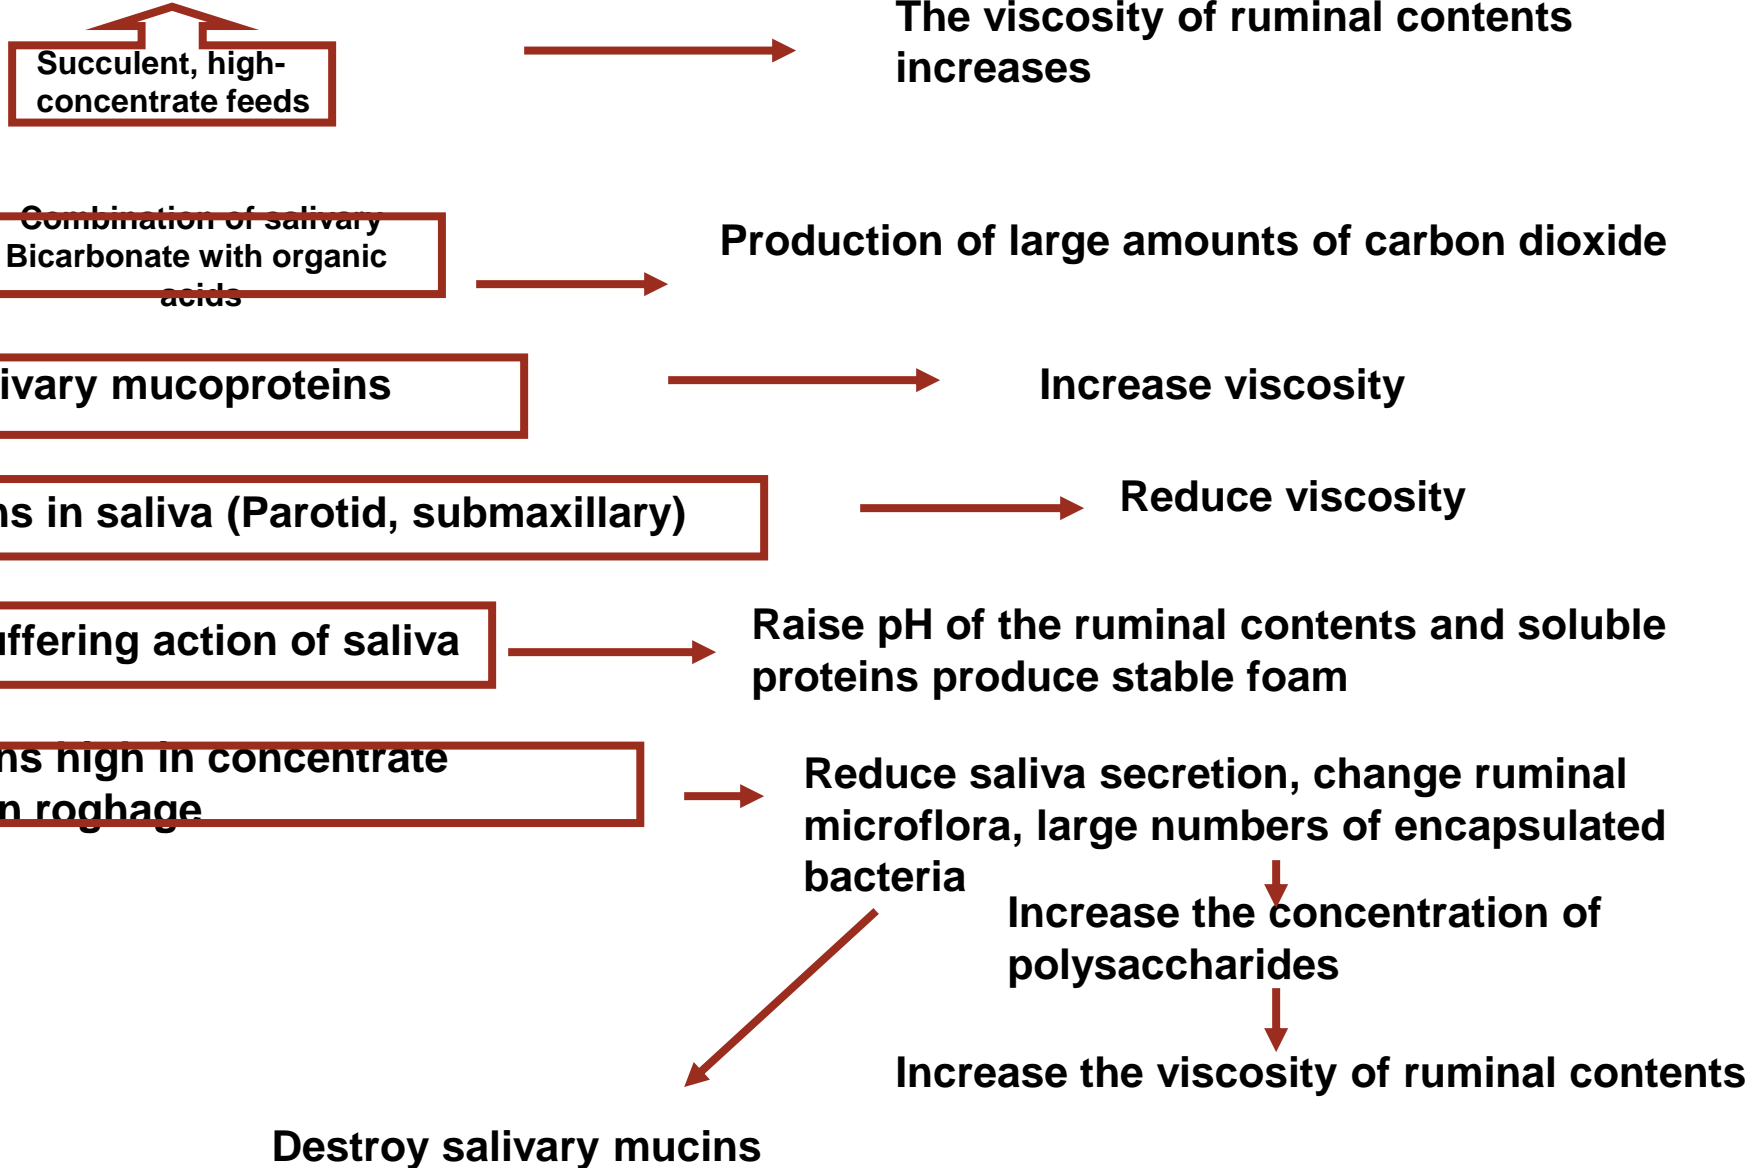 The viscosity of ruminal contents
increases
Succulent, high-
concentrate feeds
Combination of salivary
Bicarbonate with organic
acids
Production of large amounts of carbon dioxide
ivary mucoproteins
Increase viscosity
ns in saliva (Parotid, submaxillary)
Reduce viscosity
uffering action of saliva
Raise pH of the ruminal contents and soluble
proteins produce stable foam
ns high in concentrate
n roghage
Reduce saliva secretion, change ruminal
microflora, large numbers of encapsulated
bacteria
Increase the concentration of
polysaccharides
Increase the viscosity of ruminal contents
Destroy salivary mucins